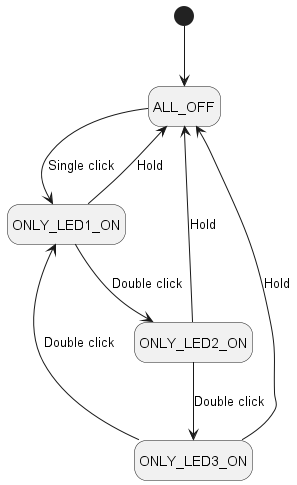 ALL_OFF
Single click
Hold
ONLY_LED1_ON
Hold
Double click
Hold
ONLY_LED2_ON
Double click
Double click
ONLY_LED3_ON